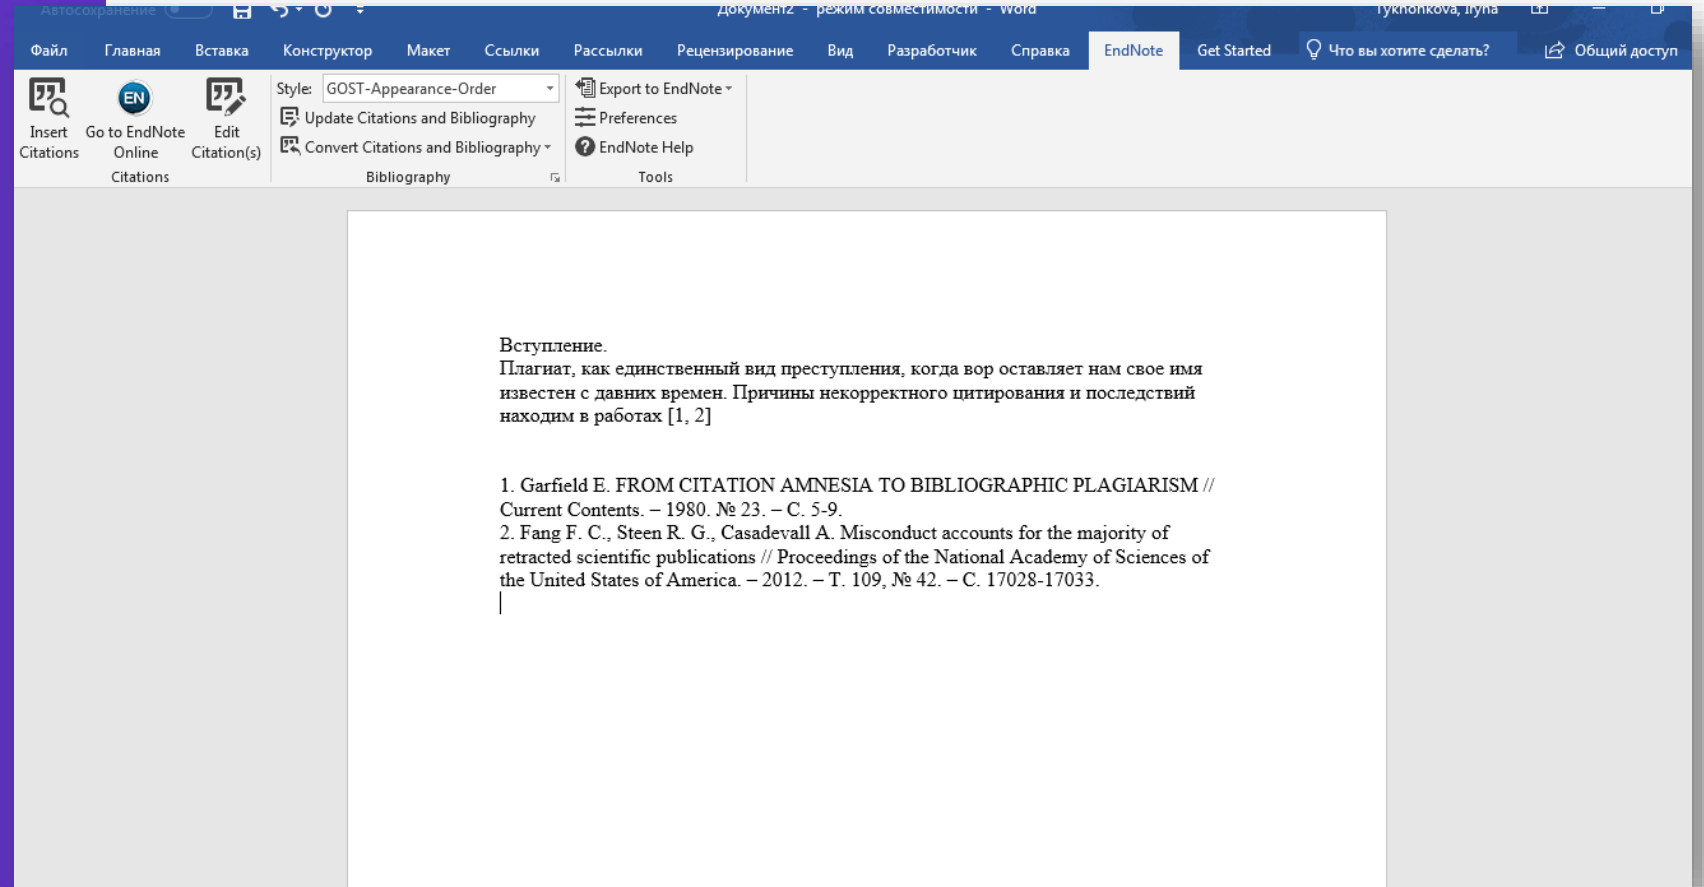 Автосохранение
Документ2 - режим совместимости - Word
Tykhonkova, Iryna
Файл Главная Вставка Конструктор Макет Ссылки Рассылки Рецензирование Вид Разработчик Справка EndNote Get Started Что вы хотите сделать? Общий доступ
Insert Citations
Go to EndNote Online
Edit Citation(s)
Citations
Style: GOST-Appearance-Order
Update Citations and Bibliography
Convert Citations and Bibliography
Bibliography
Export to EndNote
Preferences
EndNote Help
Tools
Вступление.
Плагиат, как единственный вид преступления, когда вор оставляет нам свое имя
известен с давних времен. Причины некорректного цитирования и последствий
находим в работах [1, 2]
1. Garfield E. FROM CITATION AMNESIA TO BIBLIOGRAPHIC PLAGIARISM //
Current Contents. – 1980. № 23. – С. 5-9.
2. Fang F. C., Steen R. G., Casadevall A. Misconduct accounts for the majority of
retracted scientific publications // Proceedings of the National Academy of Sciences of
the United States of America. – 2012. – Т. 109, № 42. – С. 17028-17033.